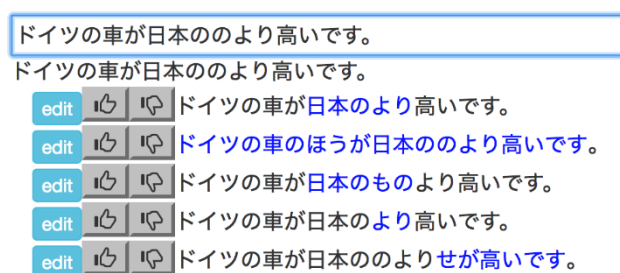 ドイツの車が日本ののより高いです。
ドイツの車が日本ののより高いです。
edit ドイツの車が日本のより高いです。
edit ドイツの車のほうが日本ののより高いです。
edit ドイツの車が日本のものより高いです。
edit ドイツの車が日本のより高いです。
edit ドイツの車が日本ののよりせが高いです。